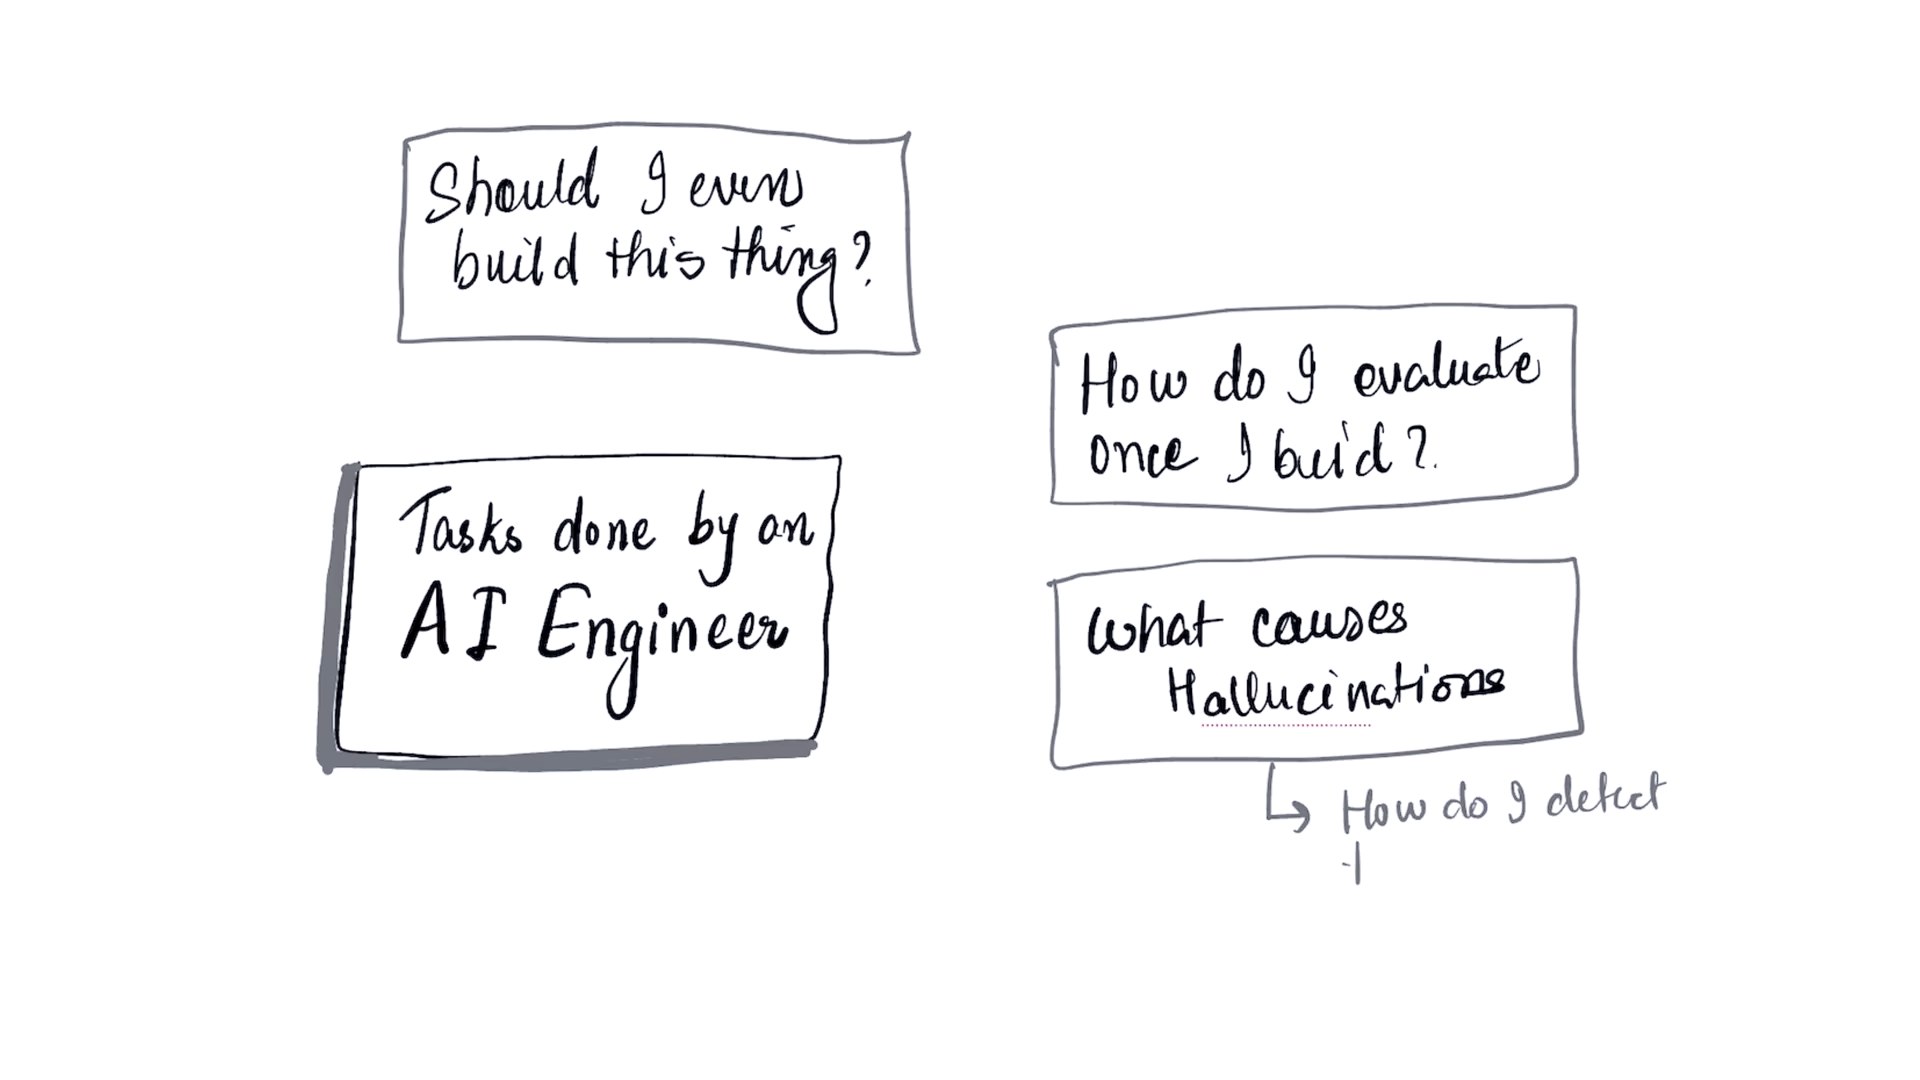 Should I even
build this thing?
Tasks done by an
AI Engineer
How do I evaluate
once I buid?
What causes
Hallucinations
How do I detect